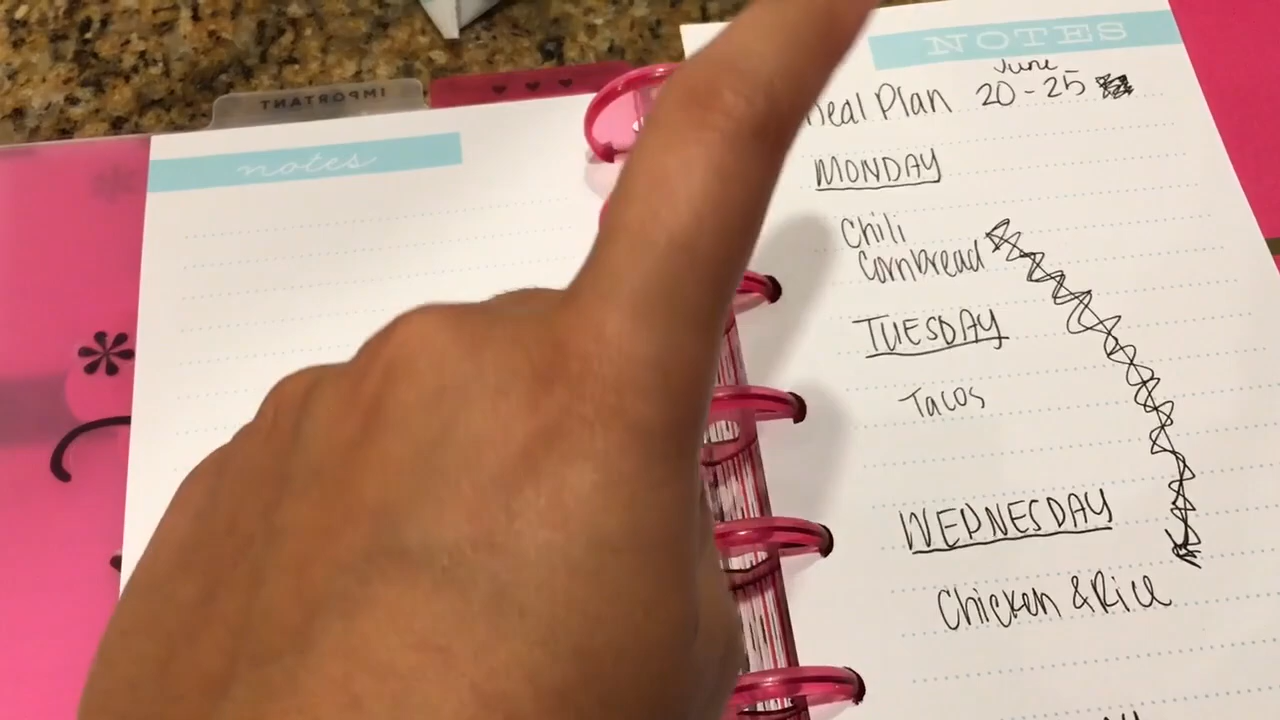 IMPORTANT
notes
NOTES
June
Meal Plan 20-25
MONDAY
Chili
Cornbread
TUESDAY
Tacos
WEDNESDAY
Chicken & Rice